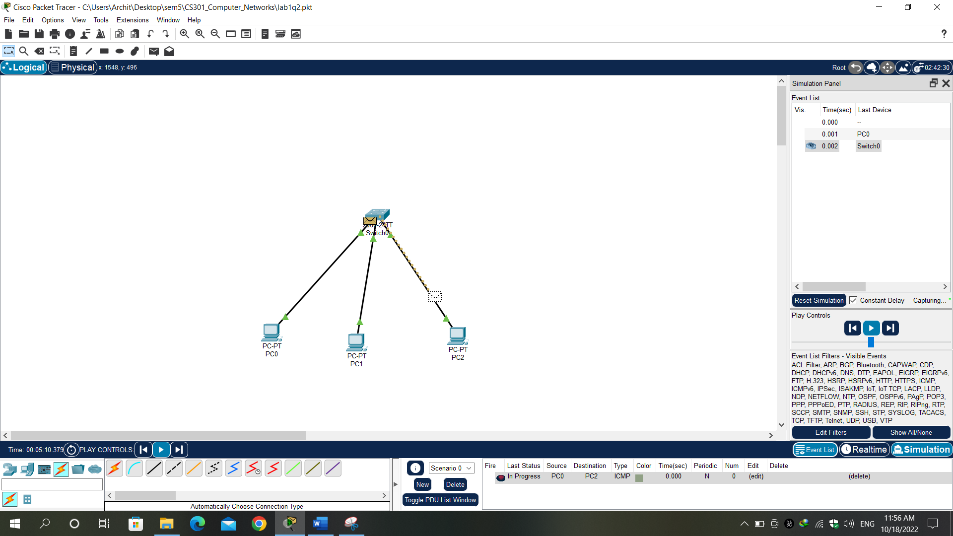 Cisco Packet Tracer - C:\Users\Archit\Desktop\sem5\CS301_Computer_Networks\lab1q2.pkt
File Edit Options View Tools Extensions Window Help
?
Logical Physical x: 1548, y: 496
Root 02:42:30
Simulation Panel
Event List
Vis. Time(sec) Last Device
0.000 --
0.001 PC0
0.002 Switch0
Switch0
PC-PT
PC0
PC-PT
PC1
PC-PT
PC2
Reset Simulation Constant Delay Capturing...
Play Controls
Event List Filters - Visible Events
ACL Filter, ARP, BGP, Bluetooth, CAPWAP, CDP,
DHCP, DHCPv6, DNS, DTP, EAPOL, EIGRP, EIGRPv6,
FTP, H.323, HSRP, HSRPv6, HTTP, HTTPS, ICMP,
ICMPv6, IPSec, ISAKMP, IoT, IoT TCP, LACP, LLDP,
NDP, NETFLOW, NTP, OSPF, OSPFv6, PAgP, POP3,
PPP, PPPoED, PTP, RADIUS, REP, RIP, RIPng, RTP,
SCCP, SMTP, SNMP, SSH, STP, SYSLOG, TACACS,
TCP, TFTP, Telnet, UDP, USB, VTP
Edit Filters Show All/None
Time: 00:05:10.379 PLAY CONTROLS
Event List Realtime Simulation
Scenario 0
New Delete
Toggle PDU List Window
Fire Last Status Source Destination Type Color Time(sec) Periodic Num Edit Delete
In Progress PC0 PC2 ICMP 0.000 N 0 (edit) (delete)
Automatically Choose Connection Type
ENG
11:56 AM
10/18/2022